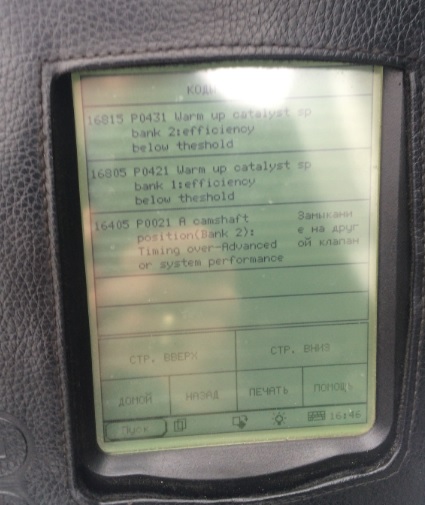 16815 P0431 Warm up catalyst sp
bank 2:efficiency
below theshold
16805 P0421 Warm up catalyst sp
bank 1:efficiency
below theshold
16405 P0021 A camshaft
position(Bank 2):
Timing over-Advanced
or system performance
Замыкани
е на друг
ой клапан
СТР. ВВЕРХ
СТР. ВНИЗ
ДОМОЙ
НАЗАД
ПЕЧАТЬ
ПОМОЩЬ
Пуск
16:46